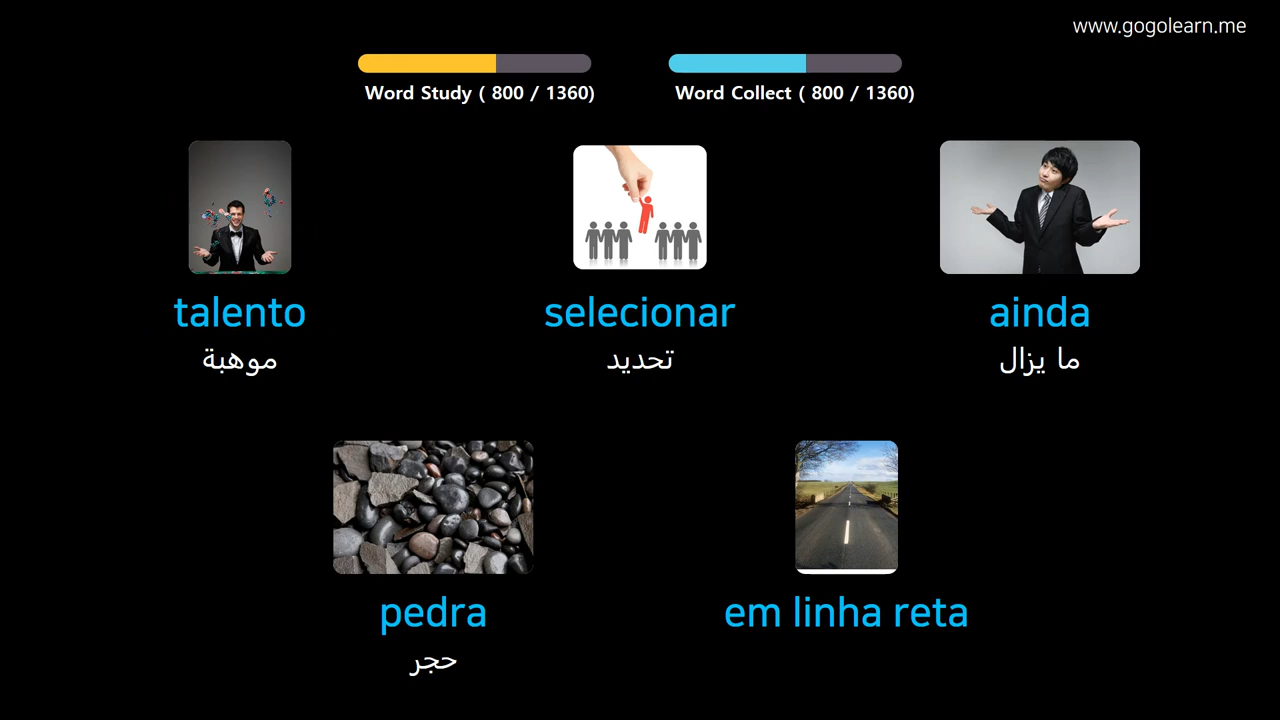 www.gogolearn.me
Word Study ( 800 / 1360)
Word Collect ( 800 / 1360)
talento
موهبة
selecionar
تحديد
ainda
ما يزال
pedra
حجر
em linha reta